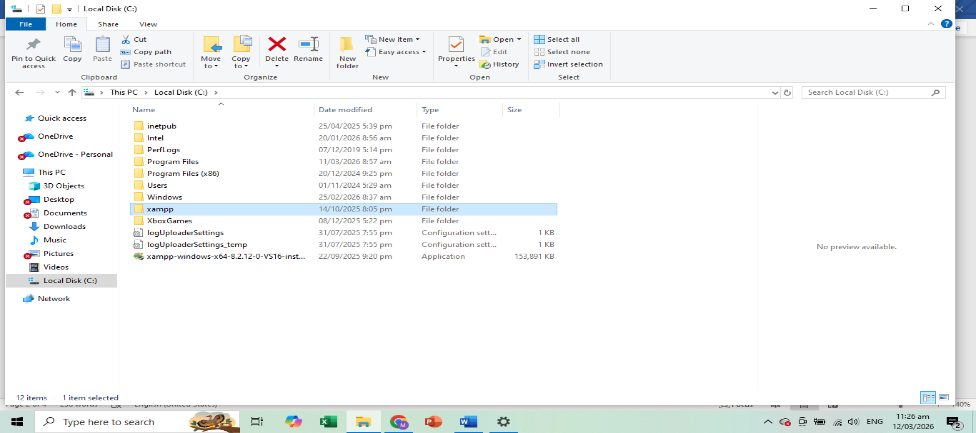 Local Disk (C:)
File Home Share View
Pin to Quick access
Copy
Paste
Cut
Copy path
Paste shortcut
Clipboard
Move to
Copy to
Delete
Rename
Organize
New folder
New item
Easy access
New
Properties
Open
Edit
History
Open
Select all
Select none
Invert selection
Select
This PC > Local Disk (C:) >
Search Local Disk (C:)
Name Date modified Type Size
inetpub 25/04/2025 5:39 pm File folder
Intel 20/01/2026 8:56 am File folder
PerfLogs 07/12/2019 5:14 pm File folder
Program Files 11/03/2026 8:57 am File folder
Program Files (x86) 20/12/2024 9:25 pm File folder
Users 01/11/2024 5:29 am File folder
Windows 25/02/2026 8:37 am File folder
xampp 14/10/2025 8:05 pm File folder
XboxGames 08/12/2025 5:22 pm File folder
logUploaderSettings 31/07/2025 7:55 pm Configuration sett... 1 KB
logUploaderSettings_temp 31/07/2025 7:55 pm Configuration sett... 1 KB
xampp-windows-x64-8.2.12-0-VS16-inst... 22/09/2025 9:20 pm Application 153,891 KB
Quick access
OneDrive
OneDrive - Personal
This PC
3D Objects
Desktop
Documents
Downloads
Music
Pictures
Videos
Local Disk (C:)
Network
No preview available.
12 items 1 item selected
Type here to search
ENG
11:26 am
12/03/2026
2